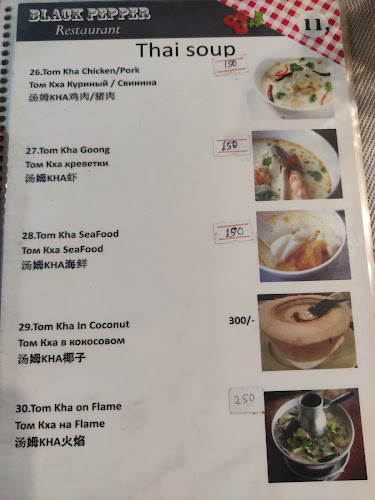 BLACK PEPPER
Restaurant
11,
Thai soup
26.Tom Kha Chicken/Pork
150
Том Кха Куриный / Свинина
汤姆KHA鸡肉/猪肉
27.Tom Kha Goong
150
Том Кха креветки
汤姆KHA虾
28.Tom Kha SeaFood
150
Том Кха SeaFood
汤姆KHA海鲜
29.Tom Kha In Coconut
300/-
Том Кха в кокосовом
汤姆KHA椰子
30.Tom Kha on Flame
250
Том Кха на Flame
汤姆KHA火焰